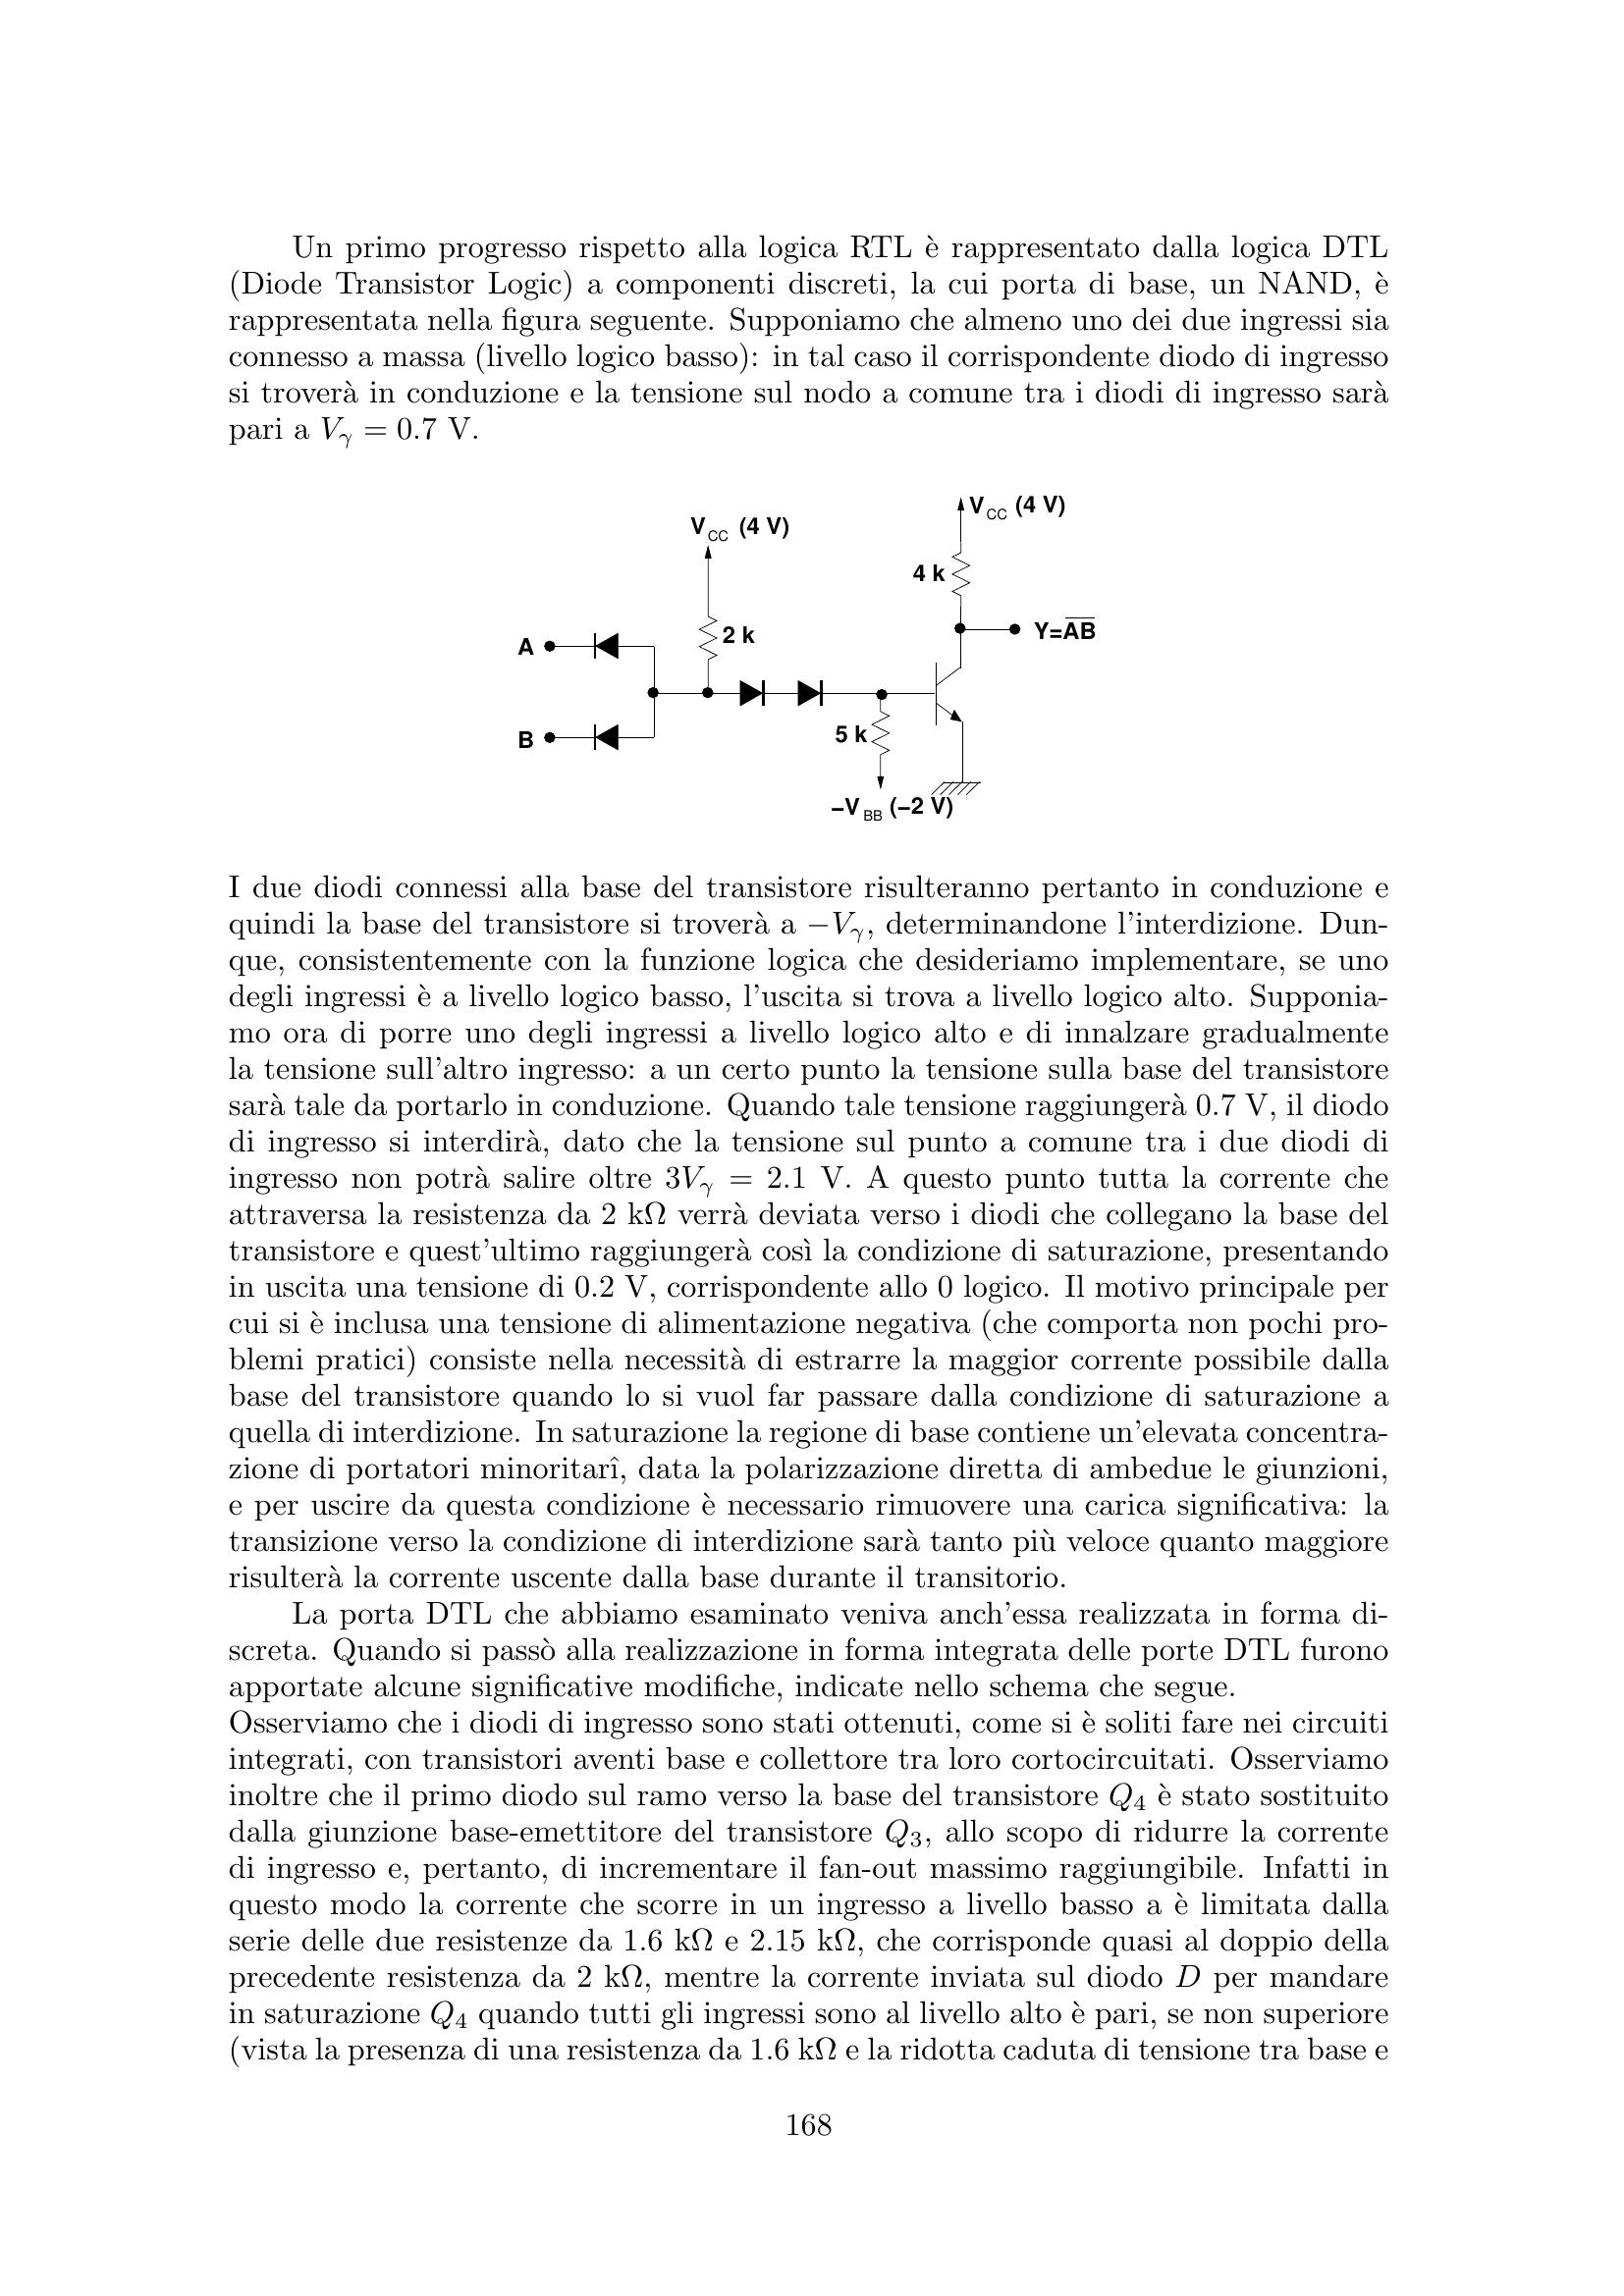 Un primo progresso rispetto alla logica RTL è rappresentato dalla logica DTL
(Diode Transistor Logic) a componenti discreti, la cui porta di base, un NAND, è
rappresentata nella figura seguente. Supponiamo che almeno uno dei due ingressi sia
connesso a massa (livello logico basso): in tal caso il corrispondente diodo di ingresso
si troverà in conduzione e la tensione sul nodo a comune tra i diodi di ingresso sarà
pari a Vγ = 0.7 V.
VCC (4 V)
VCC (4 V)
4 k
2 k
A
Y=A̅B̅
B
5 k
−VBB (−2 V)
I due diodi connessi alla base del transistore risulteranno pertanto in conduzione e
quindi la base del transistore si troverà a −Vγ, determinandone l'interdizione. Dun-
que, consistentemente con la funzione logica che desideriamo implementare, se uno
degli ingressi è a livello logico basso, l'uscita si trova a livello logico alto. Supponia-
mo ora di porre uno degli ingressi a livello logico alto e di innalzare gradualmente
la tensione sull'altro ingresso: a un certo punto la tensione sulla base del transistore
sarà tale da portarlo in conduzione. Quando tale tensione raggiungerà 0.7 V, il diodo
di ingresso si interdirà, dato che la tensione sul punto a comune tra i due diodi di
ingresso non potrà salire oltre 3Vγ = 2.1 V. A questo punto tutta la corrente che
attraversa la resistenza da 2 kΩ verrà deviata verso i diodi che collegano la base del
transistore e quest'ultimo raggiungerà così la condizione di saturazione, presentando
in uscita una tensione di 0.2 V, corrispondente allo 0 logico. Il motivo principale per
cui si è inclusa una tensione di alimentazione negativa (che comporta non pochi pro-
blemi pratici) consiste nella necessità di estrarre la maggior corrente possibile dalla
base del transistore quando lo si vuol far passare dalla condizione di saturazione a
quella di interdizione. In saturazione la regione di base contiene un'elevata concentra-
zione di portatori minoritarî, data la polarizzazione diretta di ambedue le giunzioni,
e per uscire da questa condizione è necessario rimuovere una carica significativa: la
transizione verso la condizione di interdizione sarà tanto più veloce quanto maggiore
risulterà la corrente uscente dalla base durante il transitorio.
La porta DTL che abbiamo esaminato veniva anch'essa realizzata in forma di-
screta. Quando si passò alla realizzazione in forma integrata delle porte DTL furono
apportate alcune significative modifiche, indicate nello schema che segue.
Osserviamo che i diodi di ingresso sono stati ottenuti, come si è soliti fare nei circuiti
integrati, con transistori aventi base e collettore tra loro cortocircuitati. Osserviamo
inoltre che il primo diodo sul ramo verso la base del transistore Q4 è stato sostituito
dalla giunzione base-emettitore del transistore Q3, allo scopo di ridurre la corrente
di ingresso e, pertanto, di incrementare il fan-out massimo raggiungibile. Infatti in
questo modo la corrente che scorre in un ingresso a livello basso a è limitata dalla
serie delle due resistenze da 1.6 kΩ e 2.15 kΩ, che corrisponde quasi al doppio della
precedente resistenza da 2 kΩ, mentre la corrente inviata sul diodo D per mandare
in saturazione Q4 quando tutti gli ingressi sono al livello alto è pari, se non superiore
(vista la presenza di una resistenza da 1.6 kΩ e la ridotta caduta di tensione tra base e
168